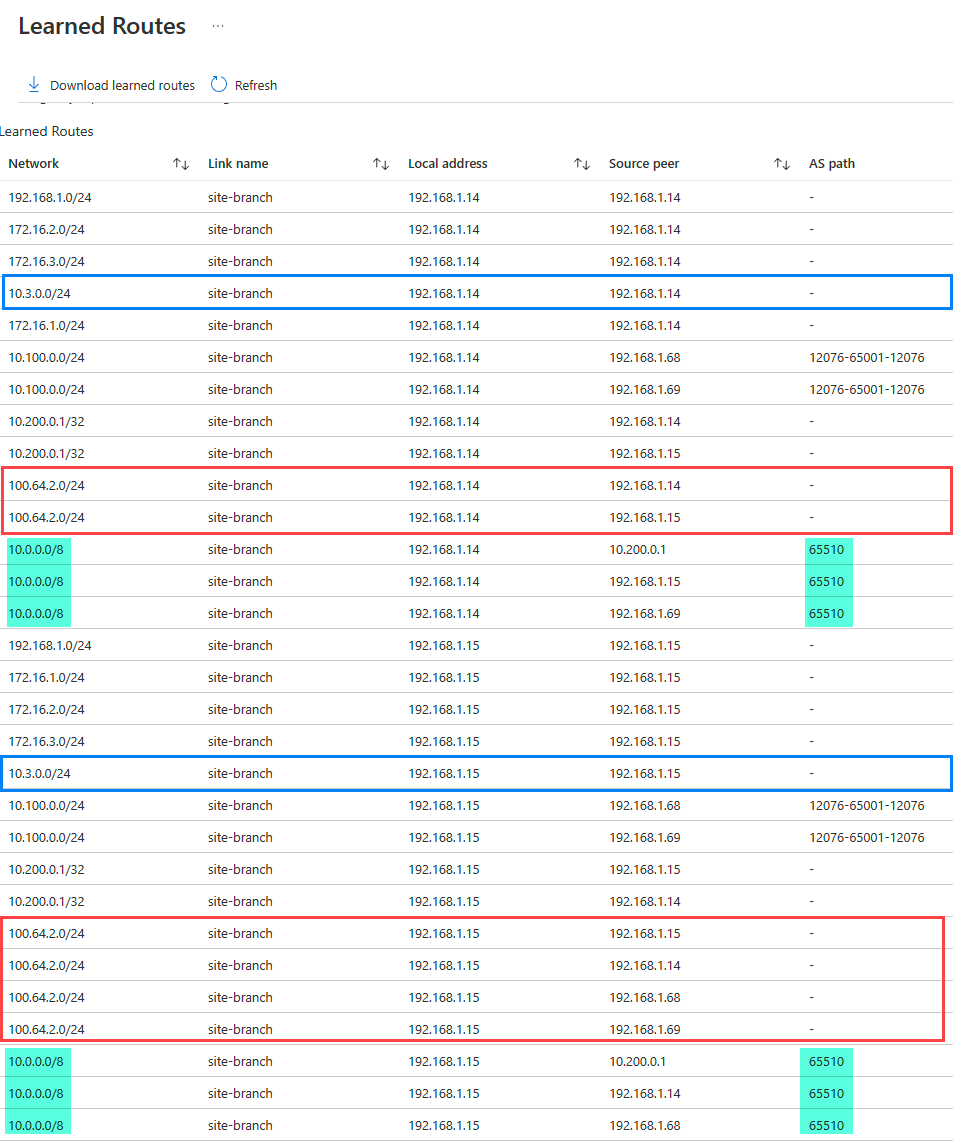 Learned Routes ...
Download learned routes Refresh
Learned Routes
Network Link name Local address Source peer AS path
192.168.1.0/24 site-branch 192.168.1.14 192.168.1.14 -
172.16.2.0/24 site-branch 192.168.1.14 192.168.1.14 -
172.16.3.0/24 site-branch 192.168.1.14 192.168.1.14 -
10.3.0.0/24 site-branch 192.168.1.14 192.168.1.14 -
172.16.1.0/24 site-branch 192.168.1.14 192.168.1.14 -
10.100.0.0/24 site-branch 192.168.1.14 192.168.1.68 12076-65001-12076
10.100.0.0/24 site-branch 192.168.1.14 192.168.1.69 12076-65001-12076
10.200.0.1/32 site-branch 192.168.1.14 192.168.1.14 -
10.200.0.1/32 site-branch 192.168.1.14 192.168.1.15 -
100.64.2.0/24 site-branch 192.168.1.14 192.168.1.14 -
100.64.2.0/24 site-branch 192.168.1.14 192.168.1.15 -
10.0.0.0/8 site-branch 192.168.1.14 10.200.0.1 65510
10.0.0.0/8 site-branch 192.168.1.14 192.168.1.15 65510
10.0.0.0/8 site-branch 192.168.1.14 192.168.1.69 65510
192.168.1.0/24 site-branch 192.168.1.15 192.168.1.15 -
172.16.1.0/24 site-branch 192.168.1.15 192.168.1.15 -
172.16.2.0/24 site-branch 192.168.1.15 192.168.1.15 -
172.16.3.0/24 site-branch 192.168.1.15 192.168.1.15 -
10.3.0.0/24 site-branch 192.168.1.15 192.168.1.15 -
10.100.0.0/24 site-branch 192.168.1.15 192.168.1.68 12076-65001-12076
10.100.0.0/24 site-branch 192.168.1.15 192.168.1.69 12076-65001-12076
10.200.0.1/32 site-branch 192.168.1.15 192.168.1.15 -
10.200.0.1/32 site-branch 192.168.1.15 192.168.1.14 -
100.64.2.0/24 site-branch 192.168.1.15 192.168.1.15 -
100.64.2.0/24 site-branch 192.168.1.15 192.168.1.14 -
100.64.2.0/24 site-branch 192.168.1.15 192.168.1.68 -
100.64.2.0/24 site-branch 192.168.1.15 192.168.1.69 -
10.0.0.0/8 site-branch 192.168.1.15 10.200.0.1 65510
10.0.0.0/8 site-branch 192.168.1.15 192.168.1.14 65510
10.0.0.0/8 site-branch 192.168.1.15 192.168.1.68 65510